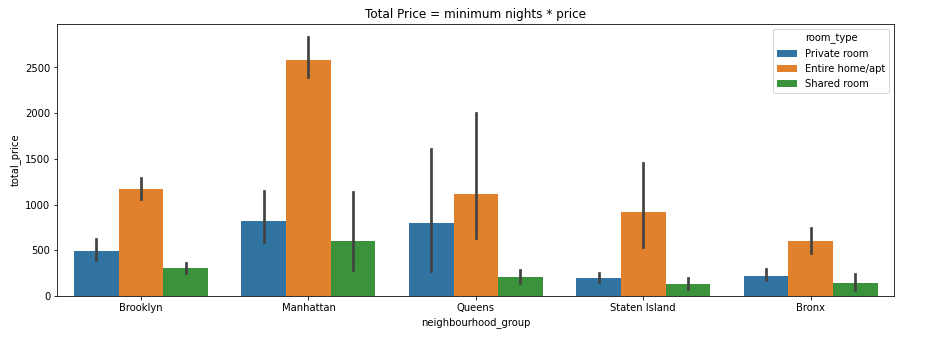 Total Price = minimum nights * price
room_type
Private room
Entire home/apt
Shared room
total_price
2500
2000
1500
1000
500
0
Brooklyn Manhattan Queens Staten Island Bronx
neighbourhood_group